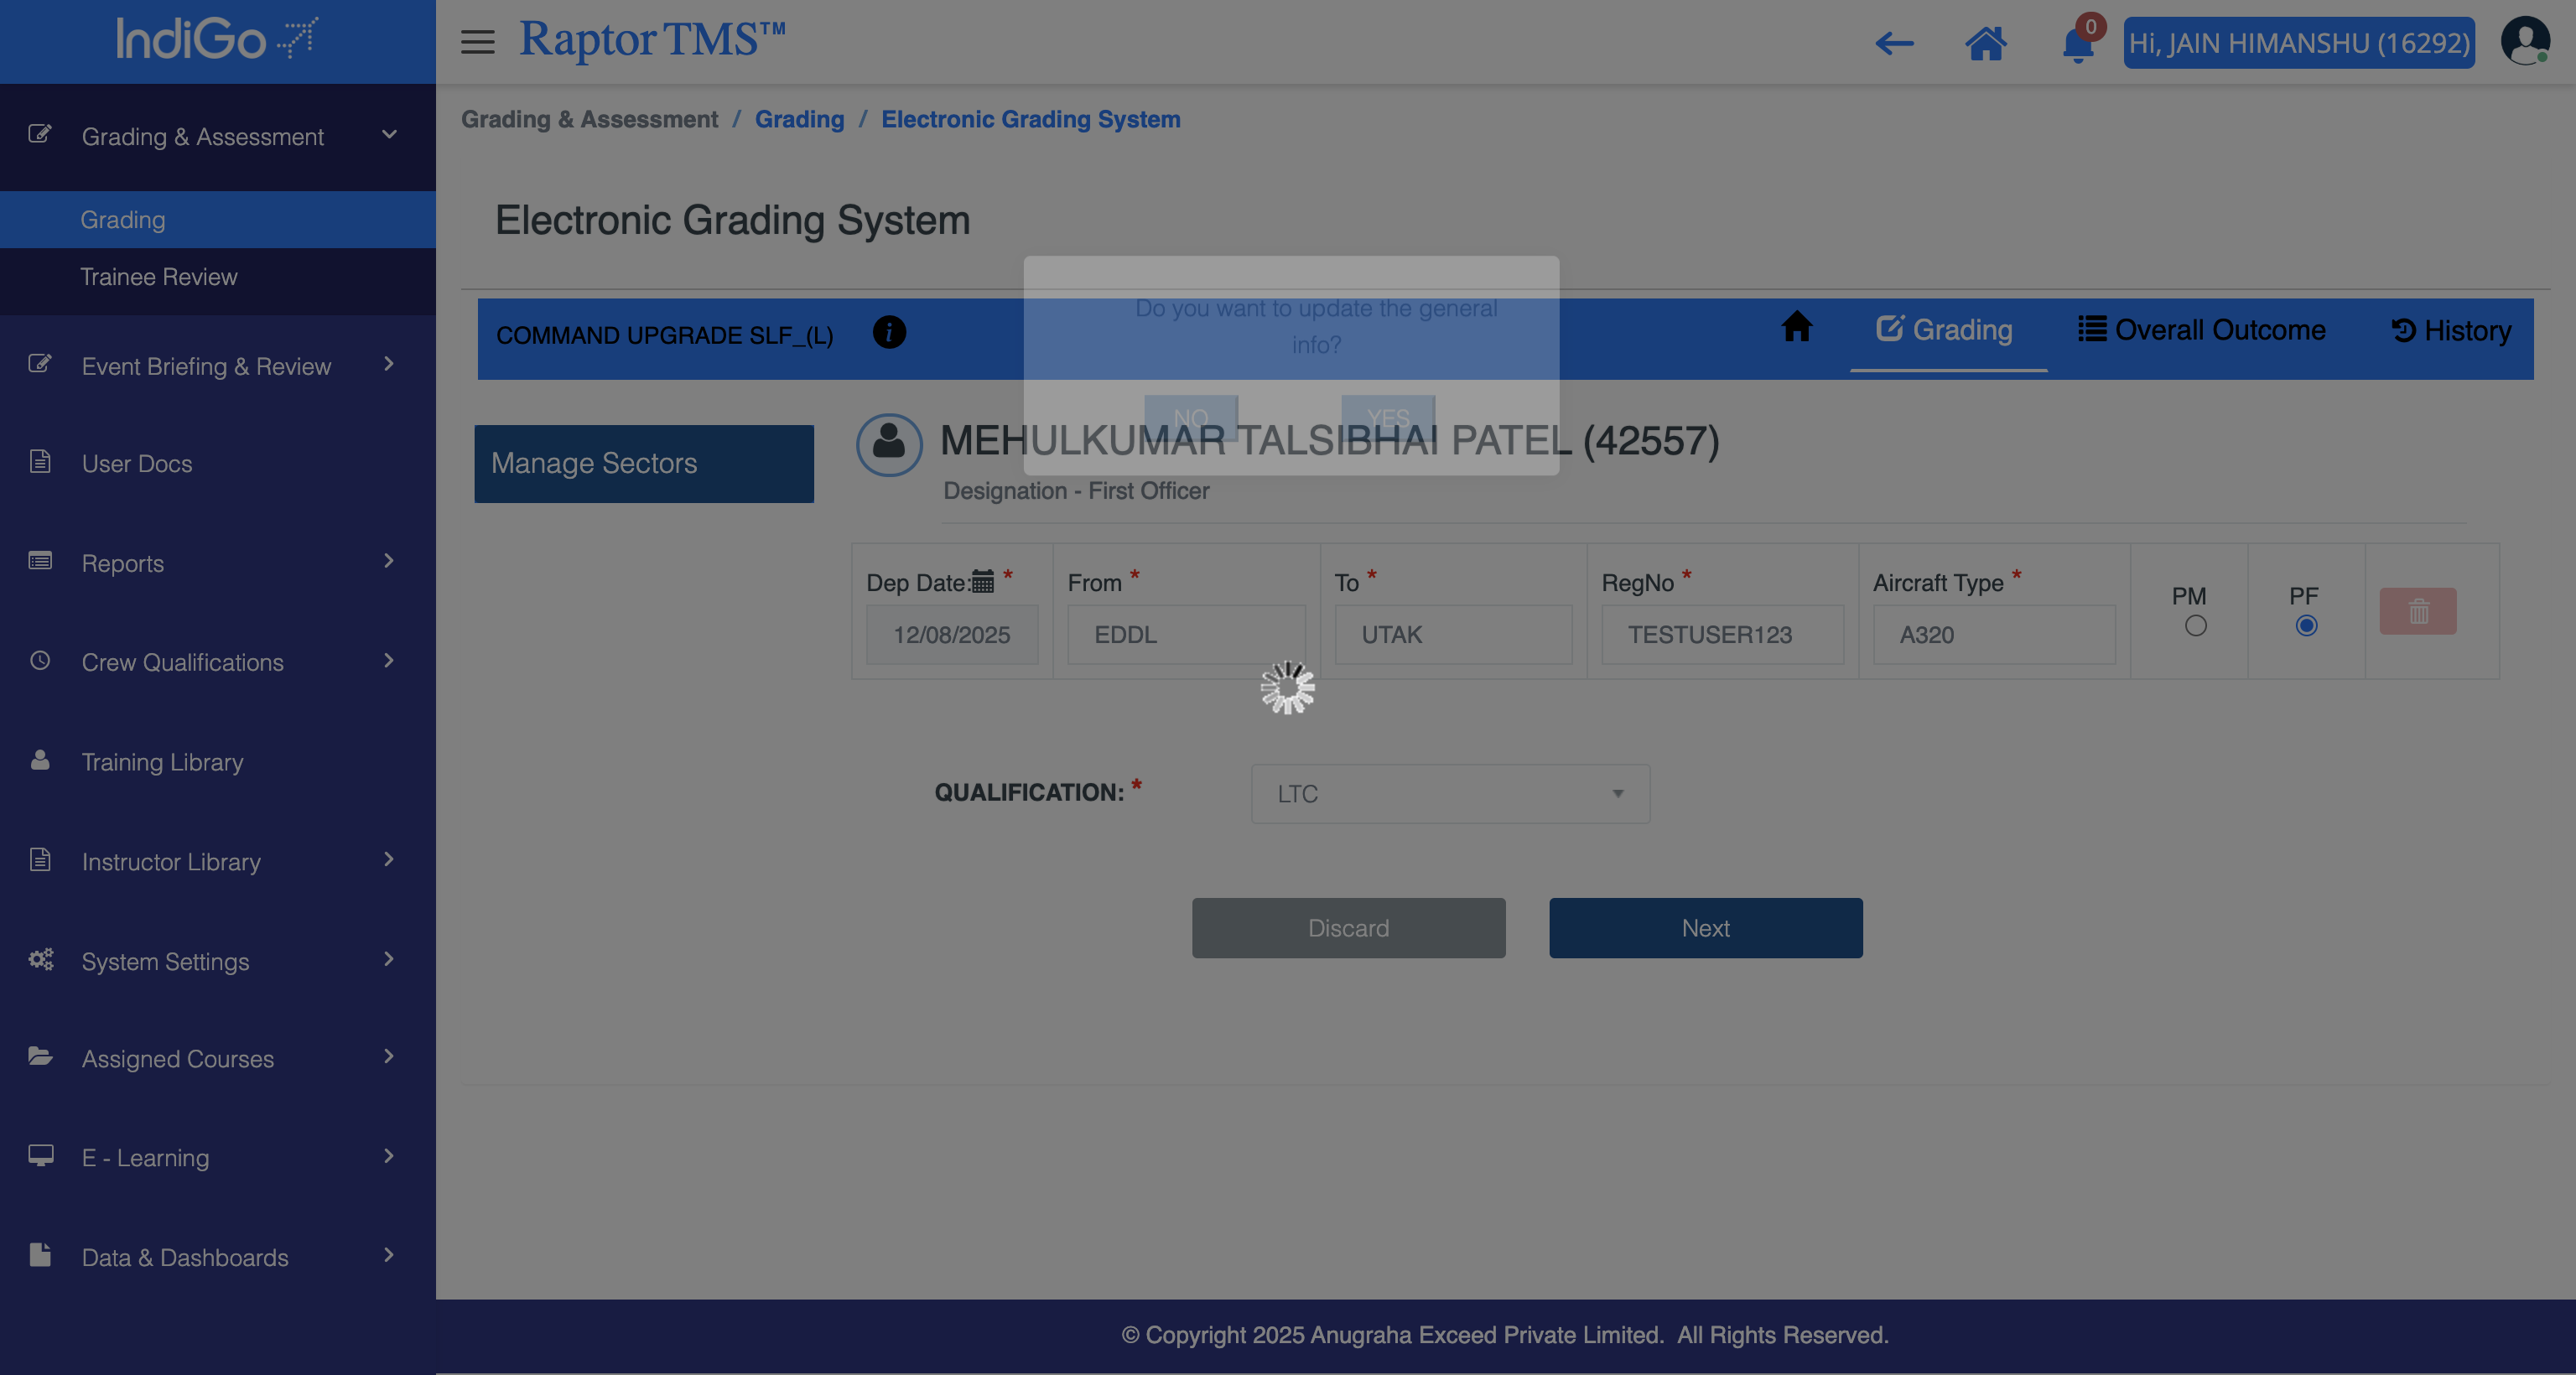 IndiGo
Raptor TMS™
0
Hi, JAIN HIMANSHU (16292)
Grading & Assessment
Grading
Trainee Review
Event Briefing & Review
User Docs
Reports
Crew Qualifications
Training Library
Instructor Library
System Settings
Assigned Courses
E - Learning
Data & Dashboards
Grading & Assessment / Grading / Electronic Grading System
Electronic Grading System
COMMAND UPGRADE SLF_(L)
Grading
Overall Outcome
History
Do you want to update the general
info?
NO
YES
Manage Sectors
MEHULKUMAR TALSIBHAI PATEL (42557)
Designation - First Officer
Dep Date: * From * To * RegNo * Aircraft Type * PM PF
12/08/2025 EDDL UTAK TESTUSER123 A320
QUALIFICATION: * LTC
Discard Next
© Copyright 2025 Anugraha Exceed Private Limited. All Rights Reserved.